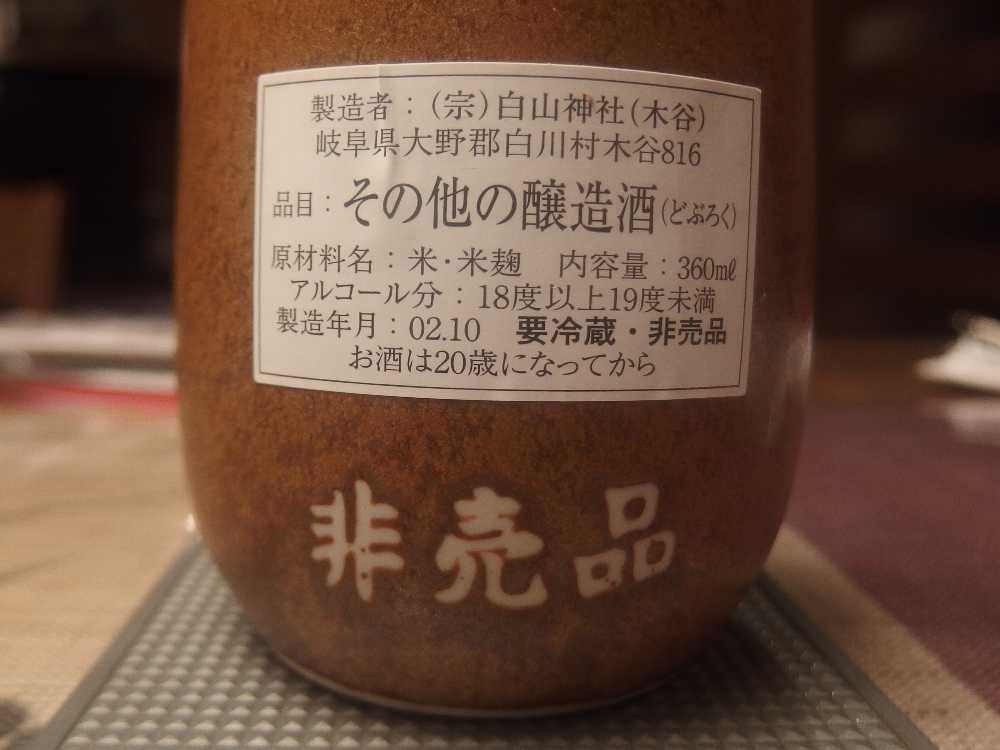 製造者：（宗）白山神社（木谷）
岐阜県大野郡白川村木谷816
品目：その他の醸造酒（どぶろく）
原材料名：米・米麹　内容量：360㎖
アルコール分：18度以上19度未満
製造年月：02.10　要冷蔵・非売品
お酒は20歳になってから
非売品